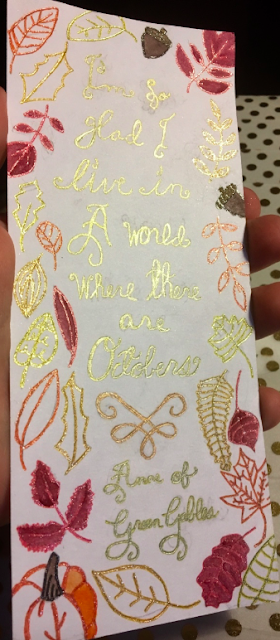 I'm So
Glad I
live in
A world
Where there
are
Octobers
Anne of
Green Gables